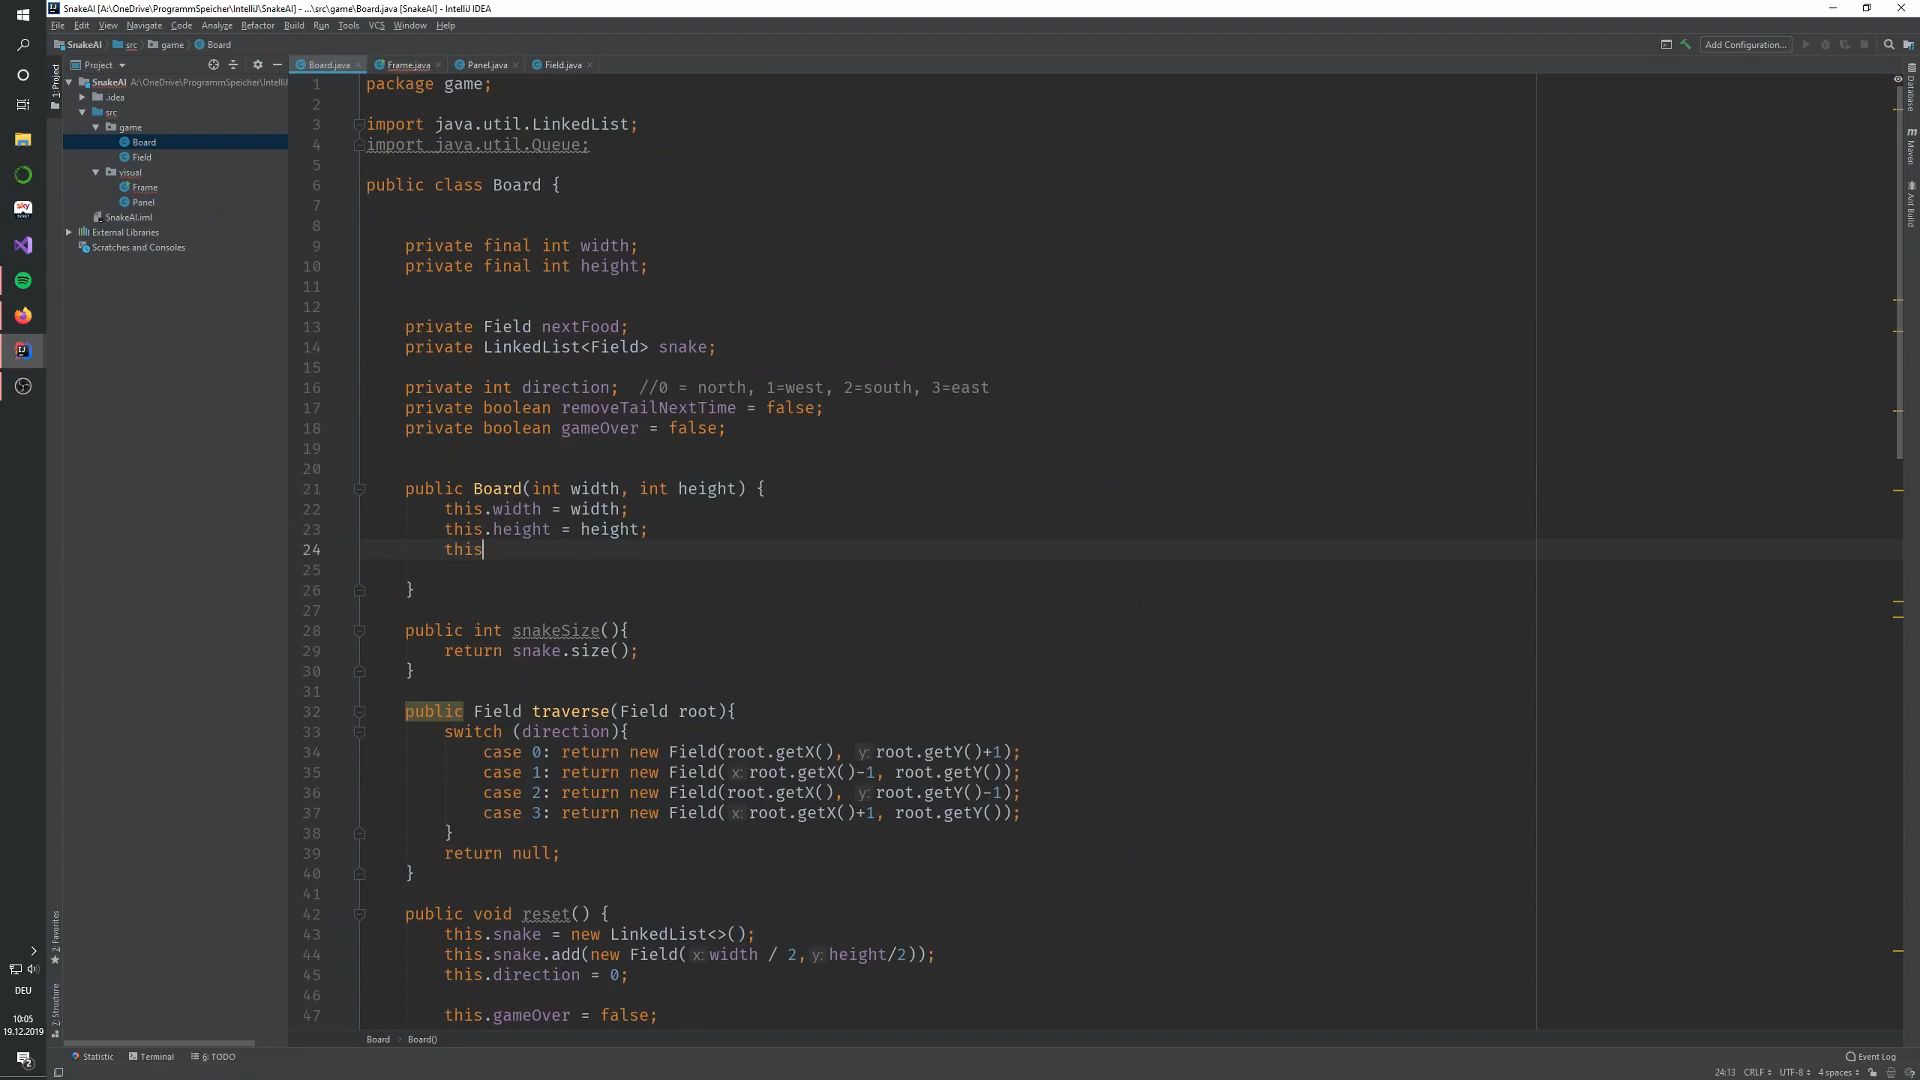 SnakeAI [A:\OneDrive\ProgrammSpeicher\IntelliJ\SnakeAI] - ...\src\game\Board.java [SnakeAI] - IntelliJ IDEA
File Edit View Navigate Code Analyze Refactor Build Run Tools VCS Window Help
SnakeAI src game Board
Add Configuration...
Project
Board.java Frame.java Panel.java Field.java
SnakeAI A:\OneDrive\ProgrammSpeicher\IntelliJ
.idea
src
game
Board
Field
visual
Frame
Panel
SnakeAI.iml
External Libraries
Scratches and Consoles
1: Project
2: Favorites
7: Structure
Database
Maven
Ant Build
sky
1 package game;
2
3 import java.util.LinkedList;
4 import java.util.Queue;
5
6 public class Board {
7
8
9 private final int width;
10 private final int height;
11
12
13 private Field nextFood;
14 private LinkedList<Field> snake;
15
16 private int direction; //0 = north, 1=west, 2=south, 3=east
17 private boolean removeTailNextTime = false;
18 private boolean gameOver = false;
19
20
21 public Board(int width, int height) {
22 this.width = width;
23 this.height = height;
24 this
25
26 }
27
28 public int snakeSize(){
29 return snake.size();
30 }
31
32 public Field traverse(Field root){
33 switch (direction){
34 case 0: return new Field(root.getX(), y: root.getY()+1);
35 case 1: return new Field( x: root.getX()-1, root.getY());
36 case 2: return new Field(root.getX(), y: root.getY()-1);
37 case 3: return new Field( x: root.getX()+1, root.getY());
38 }
39 return null;
40 }
41
42 public void reset() {
43 this.snake = new LinkedList<>();
44 this.snake.add(new Field( x: width / 2, y: height/2));
45 this.direction = 0;
46
47 this.gameOver = false;
Board Board()
DEU
10:05
19.12.2019
2
Statistic Terminal 6: TODO
Event Log
24:13 CRLF UTF-8 4 spaces